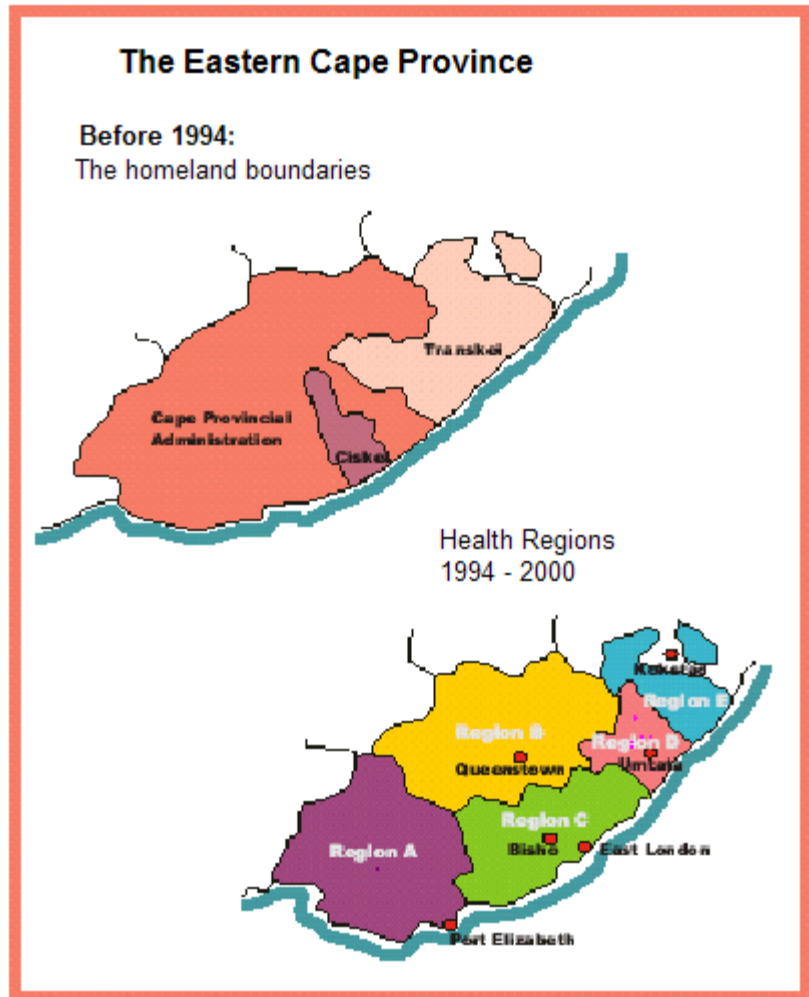 The Eastern Cape Province
Before 1994:
The homeland boundaries
Transkei
Cape Provincial
Administration
Ciskei
Health Regions
1994 - 2000
Kokstad
Region E
Region B
Region D
Queenstown
Umtata
Region C
Region A
Bisho
East London
Port Elizabeth